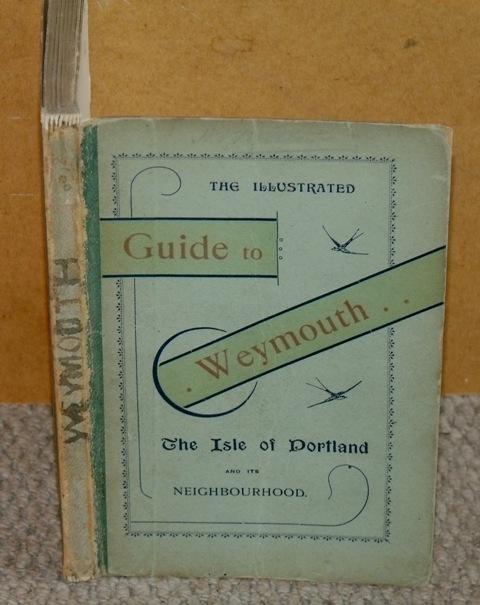 THE ILLUSTRATED
Guide to
. Weymouth . .
The Isle of Portland
AND ITS
NEIGHBOURHOOD.
WEYMOUTH